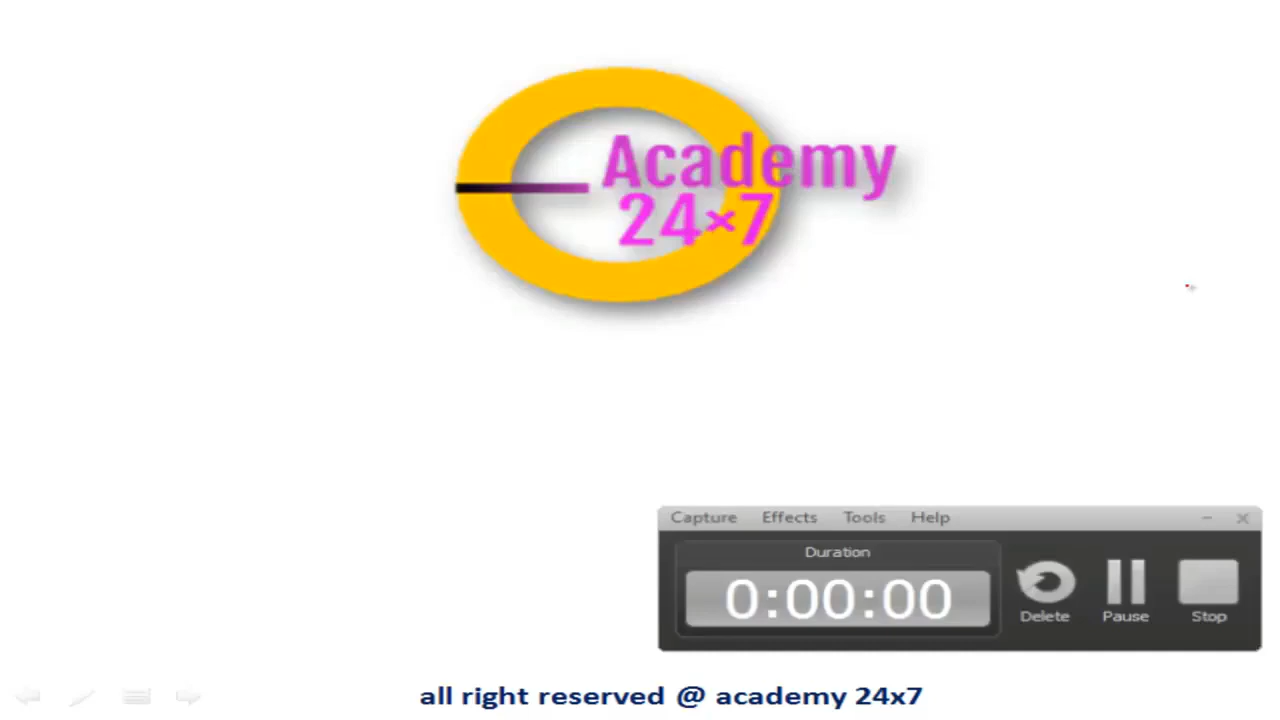 Academy
24×7
Capture Effects Tools Help
Duration
0:00:00
Delete Pause Stop
all right reserved @ academy 24x7